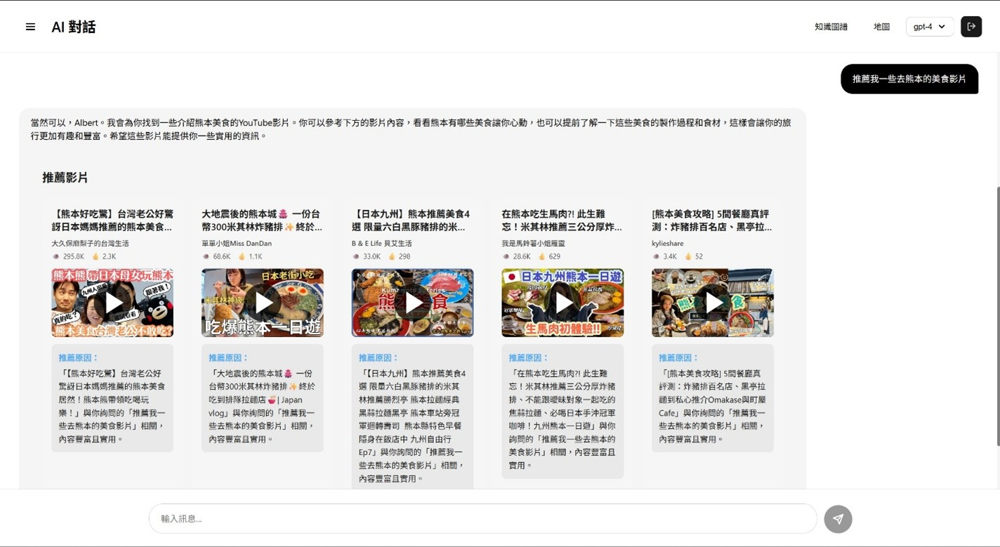 AI 對話
知識圖譜
地圖
gpt-4
推薦我一些去熊本的美食影片
當然可以，Albert。我會為你找到一些介紹熊本美食的YouTube影片。你可以參考下方的影片內容，看看熊本有哪些美食讓你心動，也可以提前了解一下這些美食的製作過程和食材，這樣會讓你的旅
行更加有趣和豐富。希望這些影片能提供你一些實用的資訊。
推薦影片
【熊本好吃驚】台灣老公好驚
訝日本媽媽推薦的熊本美食...
大久保麻梨子的台灣生活
295.8K 👍 2.3K
熊本熊 帶日本母女玩熊本
九州人撮影
跟著我！
真的吃?
熊本美食台灣老公不敢吃?
推薦原因：
「【熊本好吃驚】台灣老公好
驚訝日本媽媽推薦的熊本美食
居然！熊本熊帶領吃喝玩
樂！」與你詢問的「推薦我一
些去熊本的美食影片」相關，
內容豐富且實用。
大地震後的熊本城🏯 一份台
幣300米其林炸豬排✨ 終於...
單單小姐Miss DanDan
68.6K 👍 1.1K
日本老街小吃
米其林神級
吃爆熊本一日遊
推薦原因：
「大地震後的熊本城🏯 一份
台幣300米其林炸豬排✨終於
吃到排隊拉麵店🍜| Japan
vlog」與你詢問的「推薦我一
些去熊本的美食影片」相關，
內容豐富且實用。
【日本九州】熊本推薦美食4
選 限量六白黑豚豬排的米...
B & E Life 貝艾生活
33.0K 👍 298
熊 食
推薦原因：
「【日本九州】熊本推薦美食4
選 限量六白黑豚豬排的米其
林推薦勝烈亭 熊本拉麵經典
黑蒜拉麵黑亭 熊本車站旁冠
軍迴轉壽司 熊本縣特色早餐
隱身在飯店中 九州自由行
Ep7」與你詢問的「推薦我一
些去熊本的美食影片」相關，
內容豐富且實用。
在熊本吃生馬肉?! 此生難
忘！米其林推薦三公分厚炸...
我是馬鈴薯小姐雁靈
28.6K 👍 629
日本九州熊本一日遊
生馬肉初體驗!!
推薦原因：
「在熊本吃生馬肉?! 此生難
忘！米其林推薦三公分厚炸豬
排、不能跟曖昧對象一起吃的
焦蒜拉麵、必喝日本手沖冠軍
咖啡！九州熊本一日遊」與你
詢問的「推薦我一些去熊本的
美食影片」相關，內容豐富且
實用。
[熊本美食攻略] 5間餐廳真評
測：炸豬排百名店、黑亭拉...
kylieshare
3.4K 👍 52
推薦原因：
「[熊本美食攻略] 5間餐廳真
評測：炸豬排百名店、黑亭拉
麵到私心推介Omakase與町屋
Cafe」與你詢問的「推薦我一
些去熊本的美食影片」相關，
內容豐富且實用。
輸入訊息...